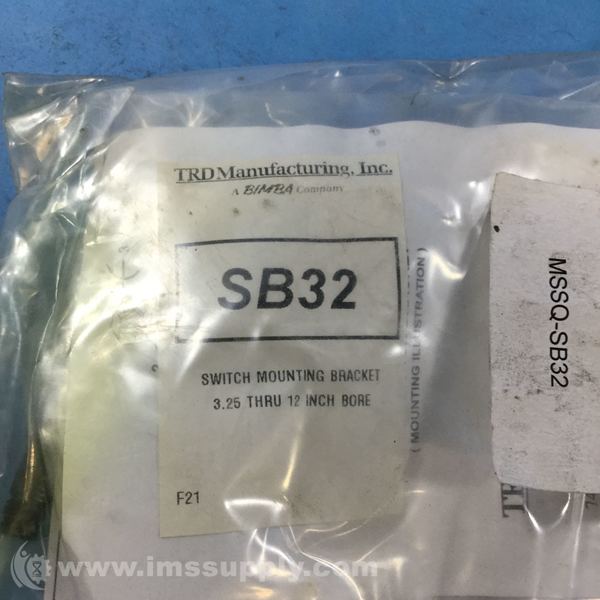 TRD Manufacturing, Inc.
A BIMBA Company
SB32
SWITCH MOUNTING BRACKET
3.25 THRU 12 INCH BORE
F21
( MOUNTING ILLUSTRATION )
MSSQ-SB32
www.imssupply.com